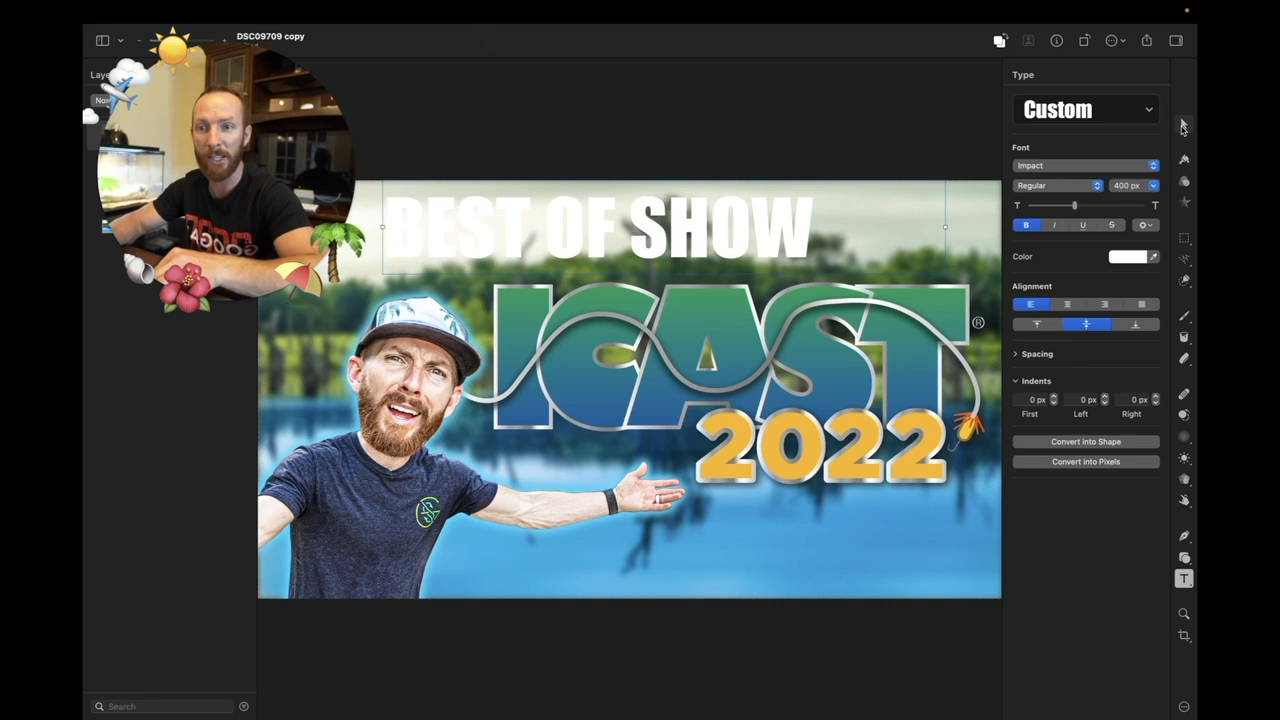 DSC09709 copy
Type
Custom
Font
Impact
Regular 400 px
B I U S
Color
Alignment
Spacing
Indents
0 px 0 px 0 px
First Left Right
Convert into Shape
Convert into Pixels
BEST OF SHOW
ICAST ®
2022
Search